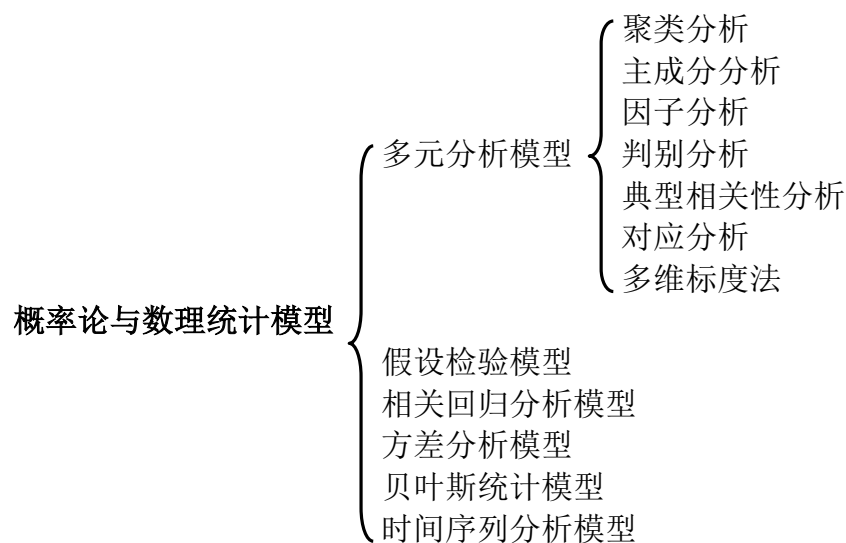 聚类分析
主成分分析
因子分析
多元分析模型
判别分析
典型相关性分析
对应分析
多维标度法
概率论与数理统计模型
假设检验模型
相关回归分析模型
方差分析模型
贝叶斯统计模型
时间序列分析模型